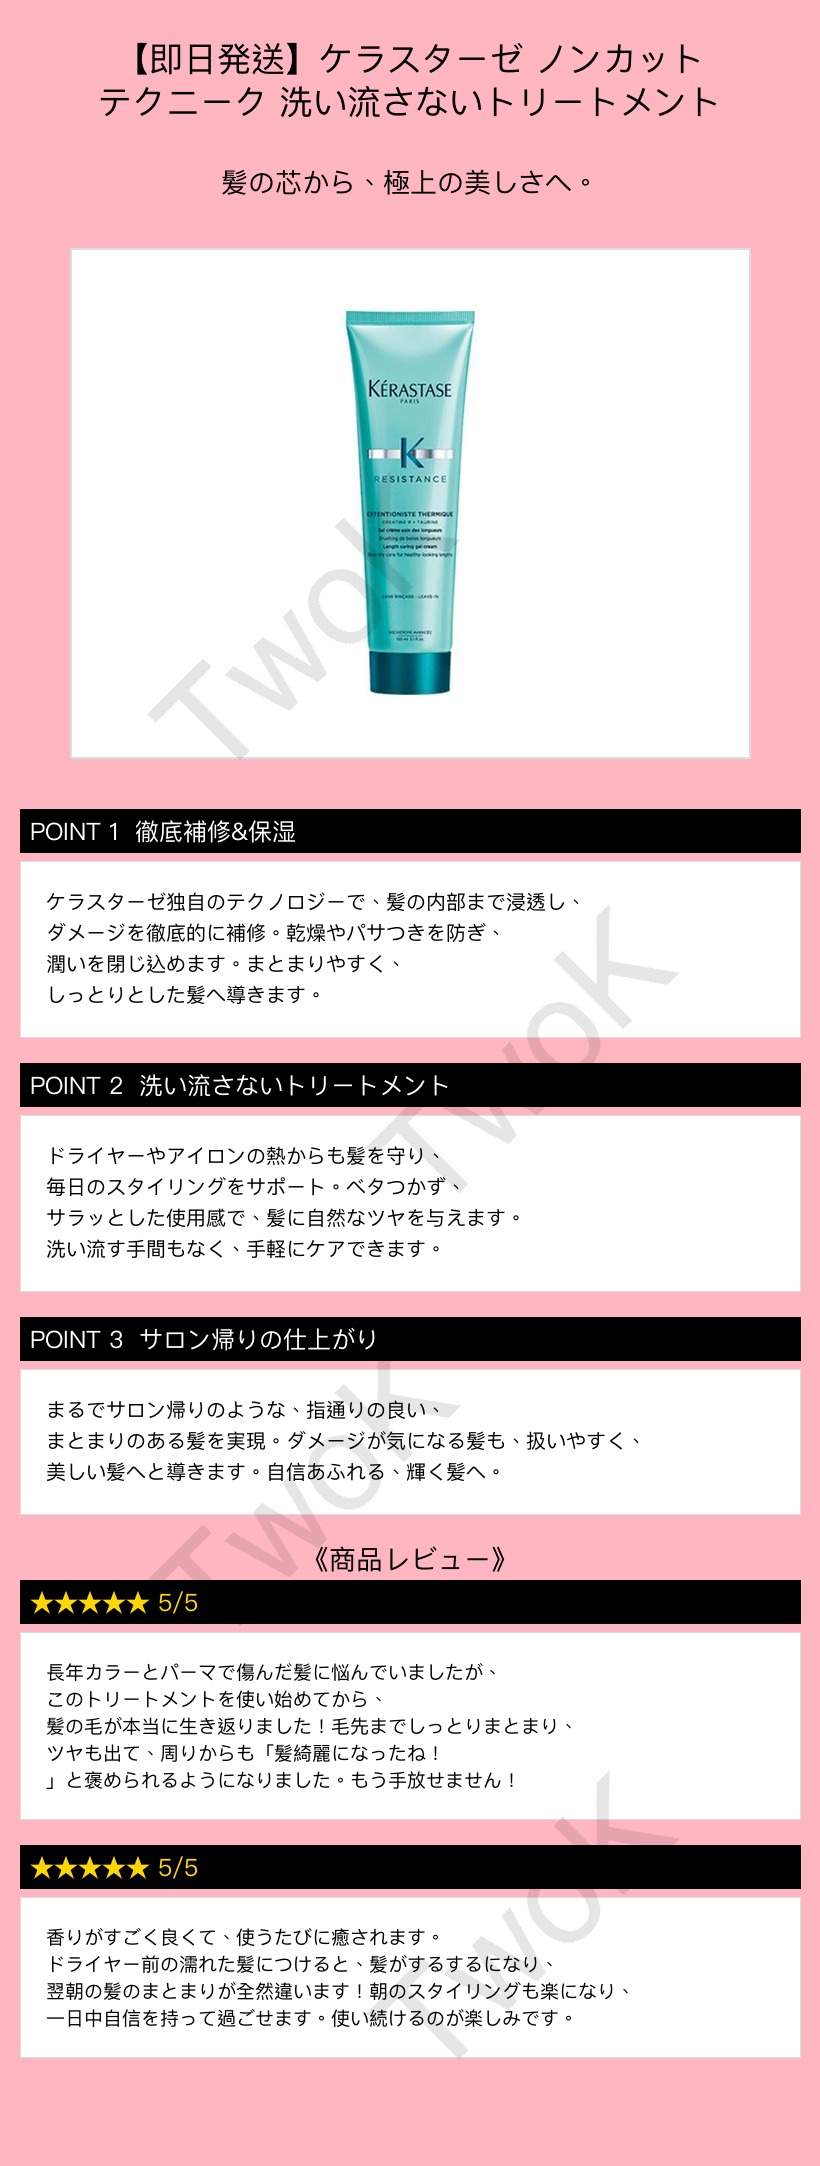 【即日発送】ケラスターゼ ノンカット
テクニーク 洗い流さないトリートメント
髪の芯から、極上の美しさへ。
KÉRASTASE
PARIS
K
RESISTANCE
EXTENTIONISTE THERMIQUE
CREATINE R • TAURINE
Gel crème soin des longueurs
Brushing de belles longueurs
Length caring gel cream
care for healthy-looking lengths
SANS RINÇAGE - LEAVE-IN
RECHERCHE AVANCÉE
TwoK
POINT 1 徹底補修&保湿
ケラスターゼ独自のテクノロジーで、髪の内部まで浸透し、
ダメージを徹底的に補修。乾燥やパサつきを防ぎ、
潤いを閉じ込めます。まとまりやすく、
しっとりとした髪へ導きます。
TwoK
POINT 2 洗い流さないトリートメント
ドライヤーやアイロンの熱からも髪を守り、
毎日のスタイリングをサポート。ベタつかず、
サラッとした使用感で、髪に自然なツヤを与えます。
洗い流す手間もなく、手軽にケアできます。
POINT 3 サロン帰りの仕上がり
まるでサロン帰りのような、指通りの良い、
まとまりのある髪を実現。ダメージが気になる髪も、扱いやすく、
美しい髪へと導きます。自信あふれる、輝く髪へ。
TwoK
《商品レビュー》
★★★★★ 5/5
長年カラーとパーマで傷んだ髪に悩んでいましたが、
このトリートメントを使い始めてから、
髪の毛が本当に生き返りました！毛先までしっとりまとまり、
ツヤも出て、周りからも「髪綺麗になったね！
」と褒められるようになりました。もう手放せません！
★★★★★ 5/5
香りがすごく良くて、使うたびに癒されます。
ドライヤー前の濡れた髪につけると、髪がするするになり、
翌朝の髪のまとまりが全然違います！朝のスタイリングも楽になり、
一日中自信を持って過ごせます。使い続けるのが楽しみです。
TwoK